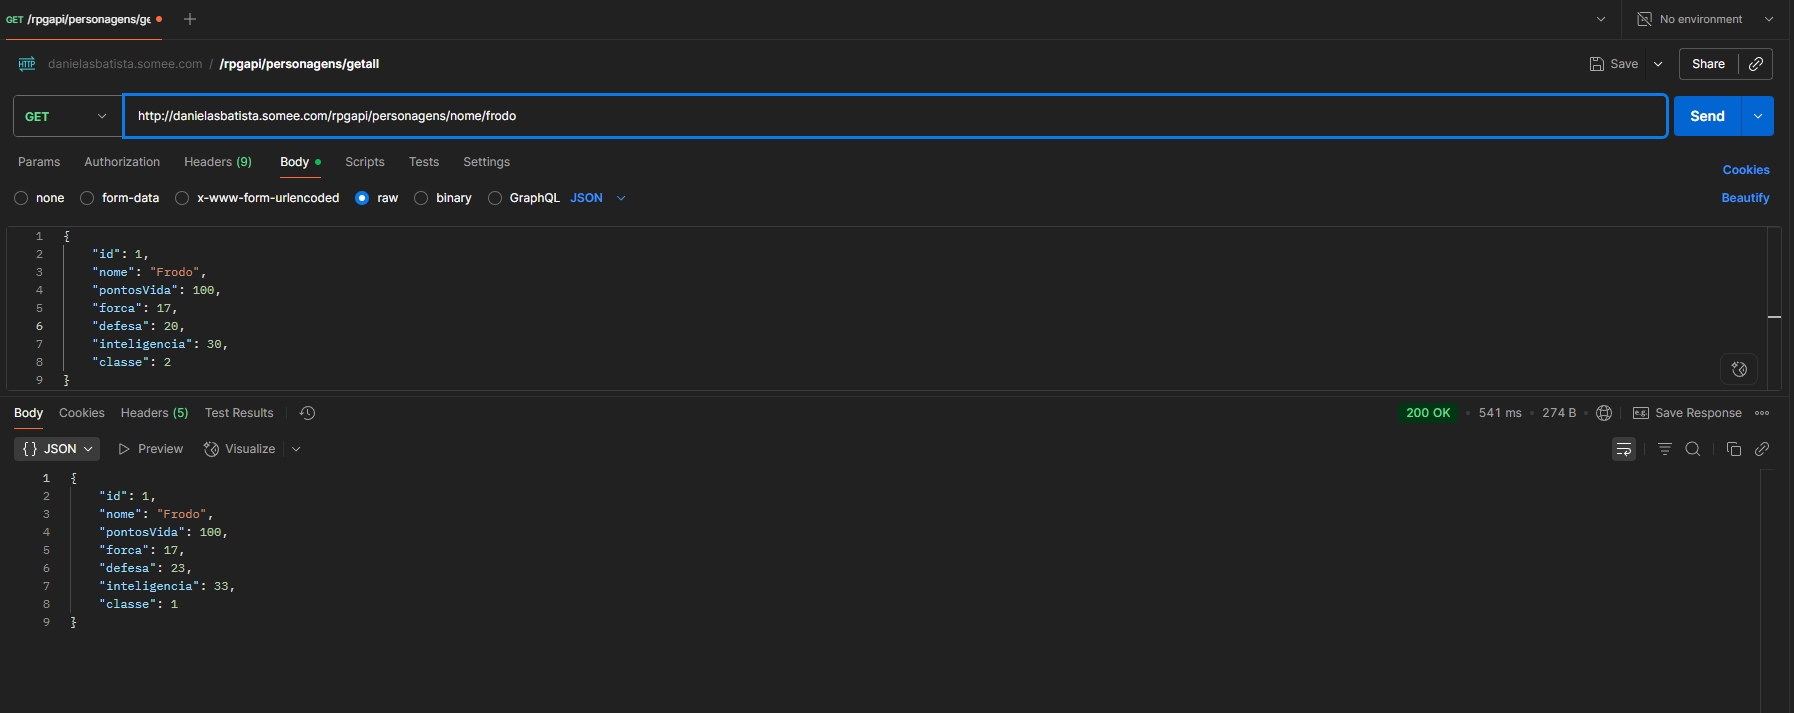 GET /rpgapi/personagens/ge
No environment
HTTP danielasbatista.somee.com / /rpgapi/personagens/getall
Save Share
GET http://danielasbatista.somee.com/rpgapi/personagens/nome/frodo Send
Params Authorization Headers (9) Body Scripts Tests Settings
Cookies
none form-data x-www-form-urlencoded raw binary GraphQL JSON Beautify
1 {
2 "id": 1,
3 "nome": "Frodo",
4 "pontosVida": 100,
5 "forca": 17,
6 "defesa": 20,
7 "inteligencia": 30,
8 "classe": 2
9 }
Body Cookies Headers (5) Test Results 200 OK • 541 ms • 274 B • e.g. Save Response
{} JSON Preview Visualize
1 {
2 "id": 1,
3 "nome": "Frodo",
4 "pontosVida": 100,
5 "forca": 17,
6 "defesa": 23,
7 "inteligencia": 33,
8 "classe": 1
9 }